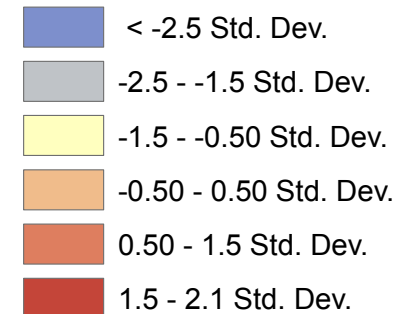 < -2.5 Std. Dev.
-2.5 - -1.5 Std. Dev.
-1.5 - -0.50 Std. Dev.
-0.50 - 0.50 Std. Dev.
0.50 - 1.5 Std. Dev.
1.5 - 2.1 Std. Dev.